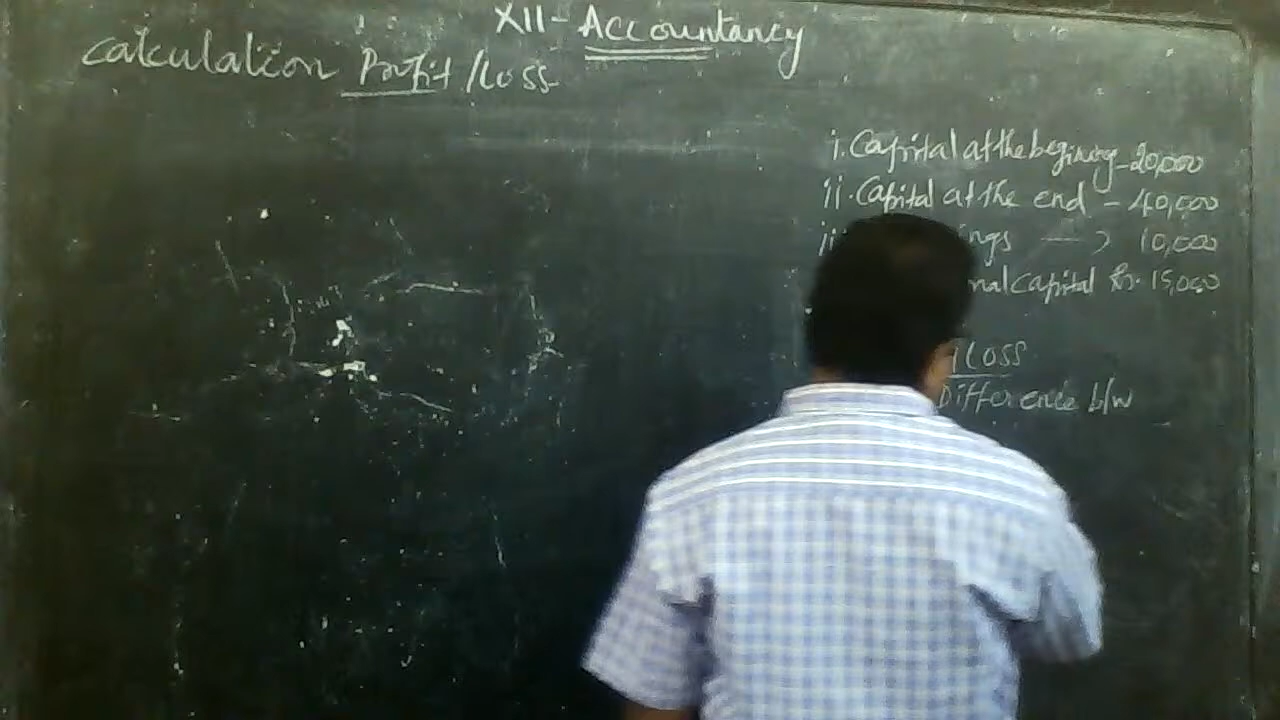 XII - Accountancy
Calculation Profit / Loss
i. Capital at the begining - 20,000
ii. Capital at the end - 40,000
ings — 10,000
nal capital Rs. 15,000
/ Loss
Difference b/w